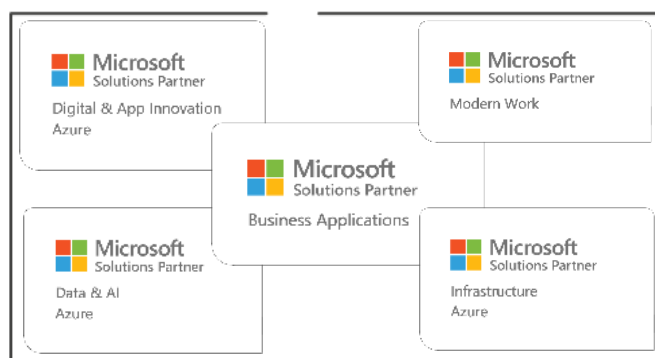 Microsoft
Solutions Partner
Digital & App Innovation
Azure
Microsoft
Solutions Partner
Modern Work
Microsoft
Solutions Partner
Business Applications
Microsoft
Solutions Partner
Data & AI
Azure
Microsoft
Solutions Partner
Infrastructure
Azure